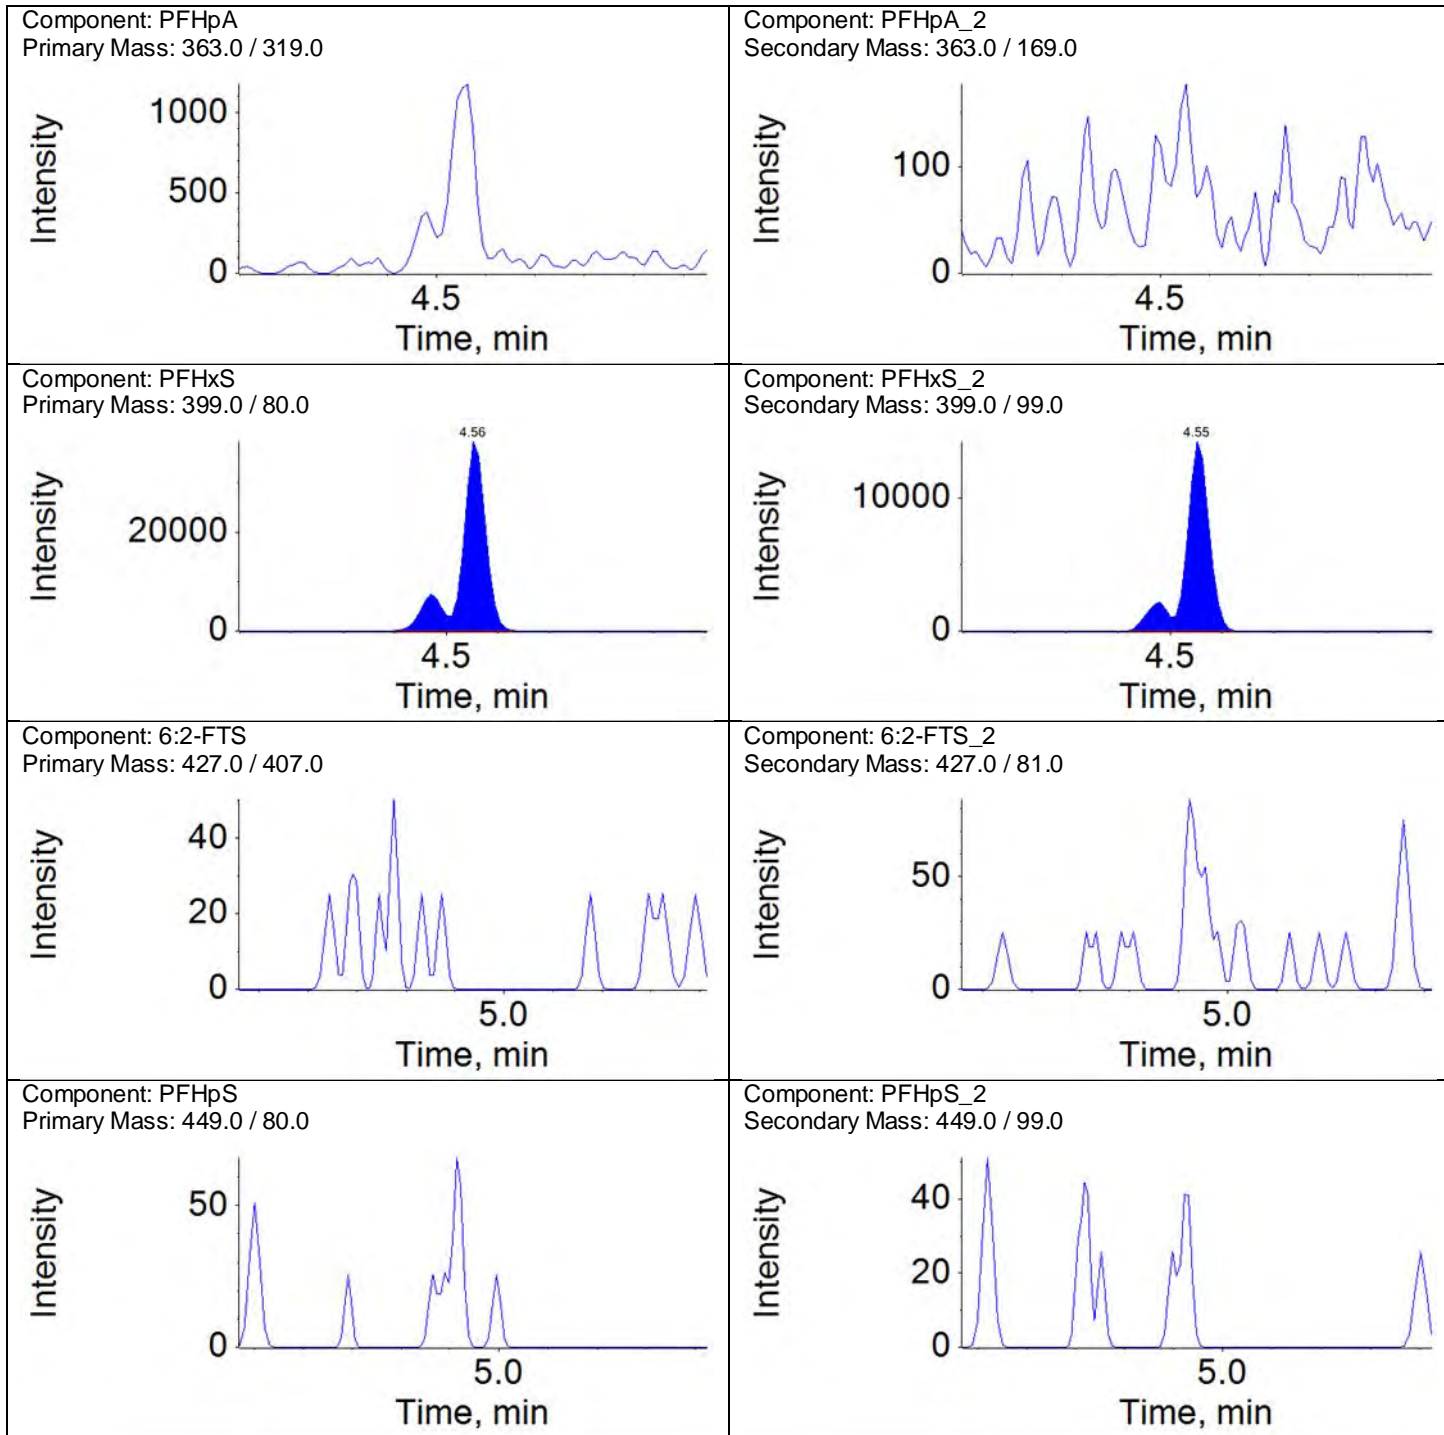 Component: PFHpA
Primary Mass: 363.0 / 319.0
Intensity
1000
500
0
4.5
Time, min
Component: PFHpA_2
Secondary Mass: 363.0 / 169.0
Intensity
100
0
4.5
Time, min
Component: PFHxS
Primary Mass: 399.0 / 80.0
4.56
Intensity
20000
0
4.5
Time, min
Component: PFHxS_2
Secondary Mass: 399.0 / 99.0
4.55
Intensity
10000
0
4.5
Time, min
Component: 6:2-FTS
Primary Mass: 427.0 / 407.0
Intensity
40
20
0
5.0
Time, min
Component: 6:2-FTS_2
Secondary Mass: 427.0 / 81.0
Intensity
50
0
5.0
Time, min
Component: PFHpS
Primary Mass: 449.0 / 80.0
Intensity
50
0
5.0
Time, min
Component: PFHpS_2
Secondary Mass: 449.0 / 99.0
Intensity
40
20
0
5.0
Time, min